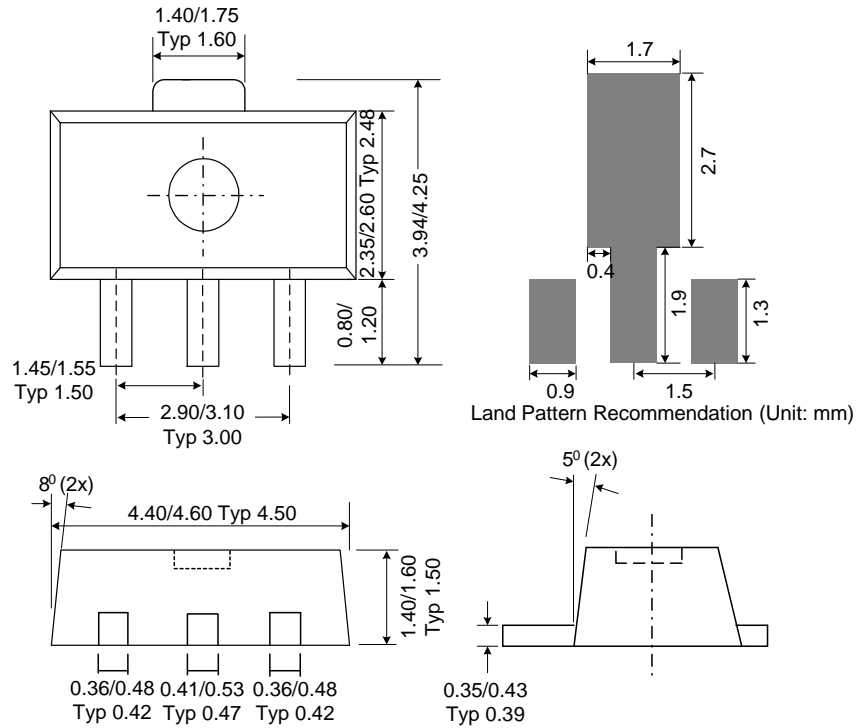 1.40/1.75
Typ 1.60
2.35/2.60 Typ 2.48
3.94/4.25
0.80/
1.20
1.45/1.55
Typ 1.50
2.90/3.10
Typ 3.00
1.7
2.7
0.4
1.9
1.3
0.9
1.5
Land Pattern Recommendation (Unit: mm)
8⁰ (2x)
4.40/4.60 Typ 4.50
1.40/1.60
Typ 1.50
0.36/0.48
Typ 0.42
0.41/0.53
Typ 0.47
0.36/0.48
Typ 0.42
5⁰ (2x)
0.35/0.43
Typ 0.39